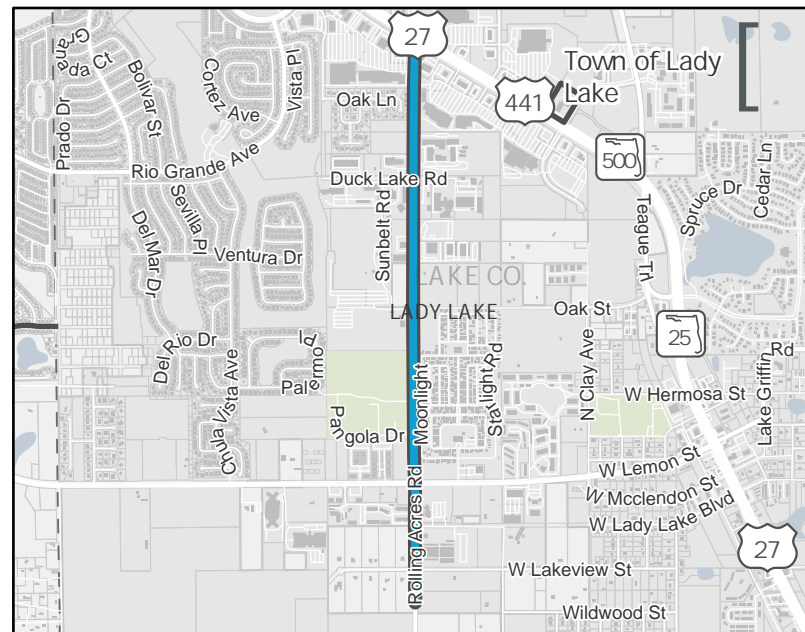 Grana
da Ct
Prado Dr
Bolivar St
Cortez Ave
Vista Pl
Oak Ln
27
441
Town of Lady
Lake
500
Rio Grande Ave
Sevilla Pl
Del Mar Dr
Ventura Dr
Duck Lake Rd
Sunbelt Rd
Teague Trl
Spruce Dr
Cedar Ln
LAKE CO.
LADY LAKE
Oak St
25
Del Rio Dr
Palermo Pl
Chula Vista Ave
Pangola Dr
Moonlight
Starlight Rd
N Clay Ave
W Hermosa St
Lake Griffin
Rd
W Lemon St
W Mcclendon St
W Lady Lake Blvd
27
Rolling Acres Rd
W Lakeview St
Wildwood St